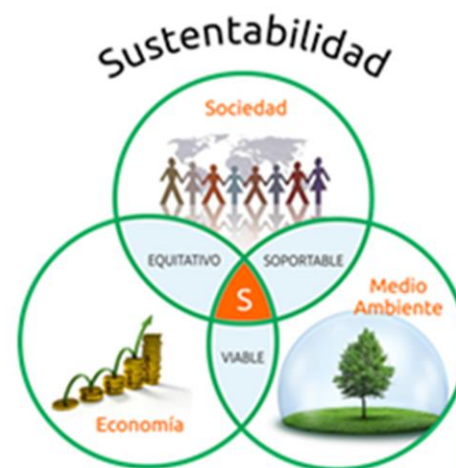 Sustentabilidad
Sociedad
EQUITATIVO
SOPORTABLE
S
Medio
Ambiente
VIABLE
Economía